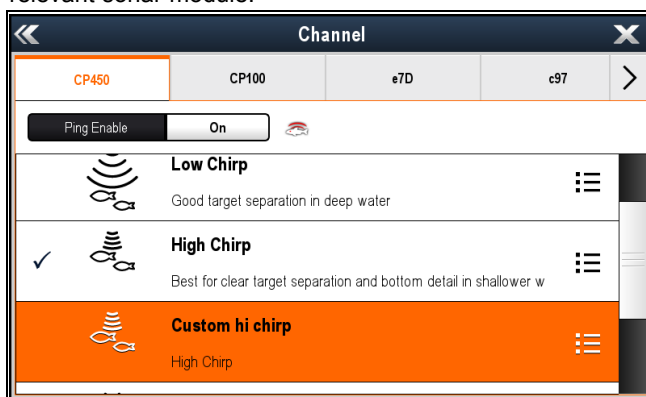 relevant sonar module.
Channel
CP450 CP100 e7D c97
Ping Enable On
Low Chirp
Good target separation in deep water
High Chirp
Best for clear target separation and bottom detail in shallower w
Custom hi chirp
High Chirp